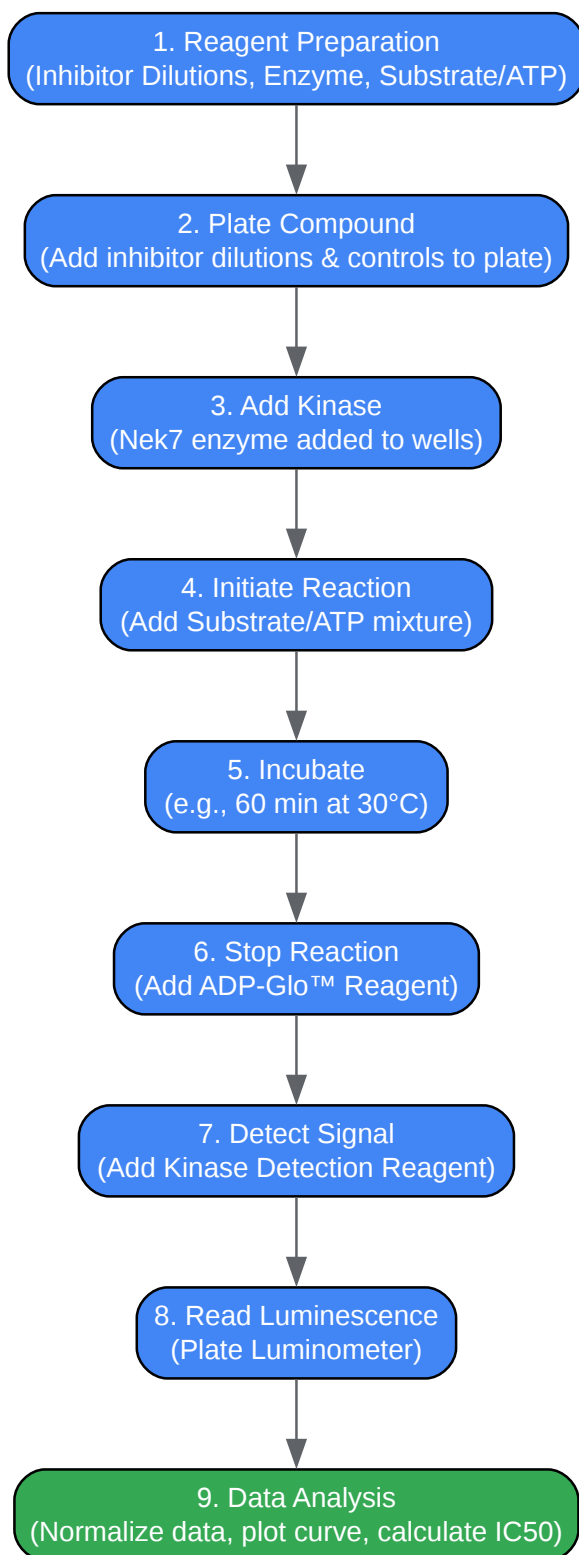 1. Reagent Preparation
(Inhibitor Dilutions, Enzyme, Substrate/ATP)
2. Plate Compound
(Add inhibitor dilutions & controls to plate)
3. Add Kinase
(Nek7 enzyme added to wells)
4. Initiate Reaction
(Add Substrate/ATP mixture)
5. Incubate
(e.g., 60 min at 30°C)
6. Stop Reaction
(Add ADP-Glo™ Reagent)
7. Detect Signal
(Add Kinase Detection Reagent)
8. Read Luminescence
(Plate Luminometer)
9. Data Analysis
(Normalize data, plot curve, calculate IC50)